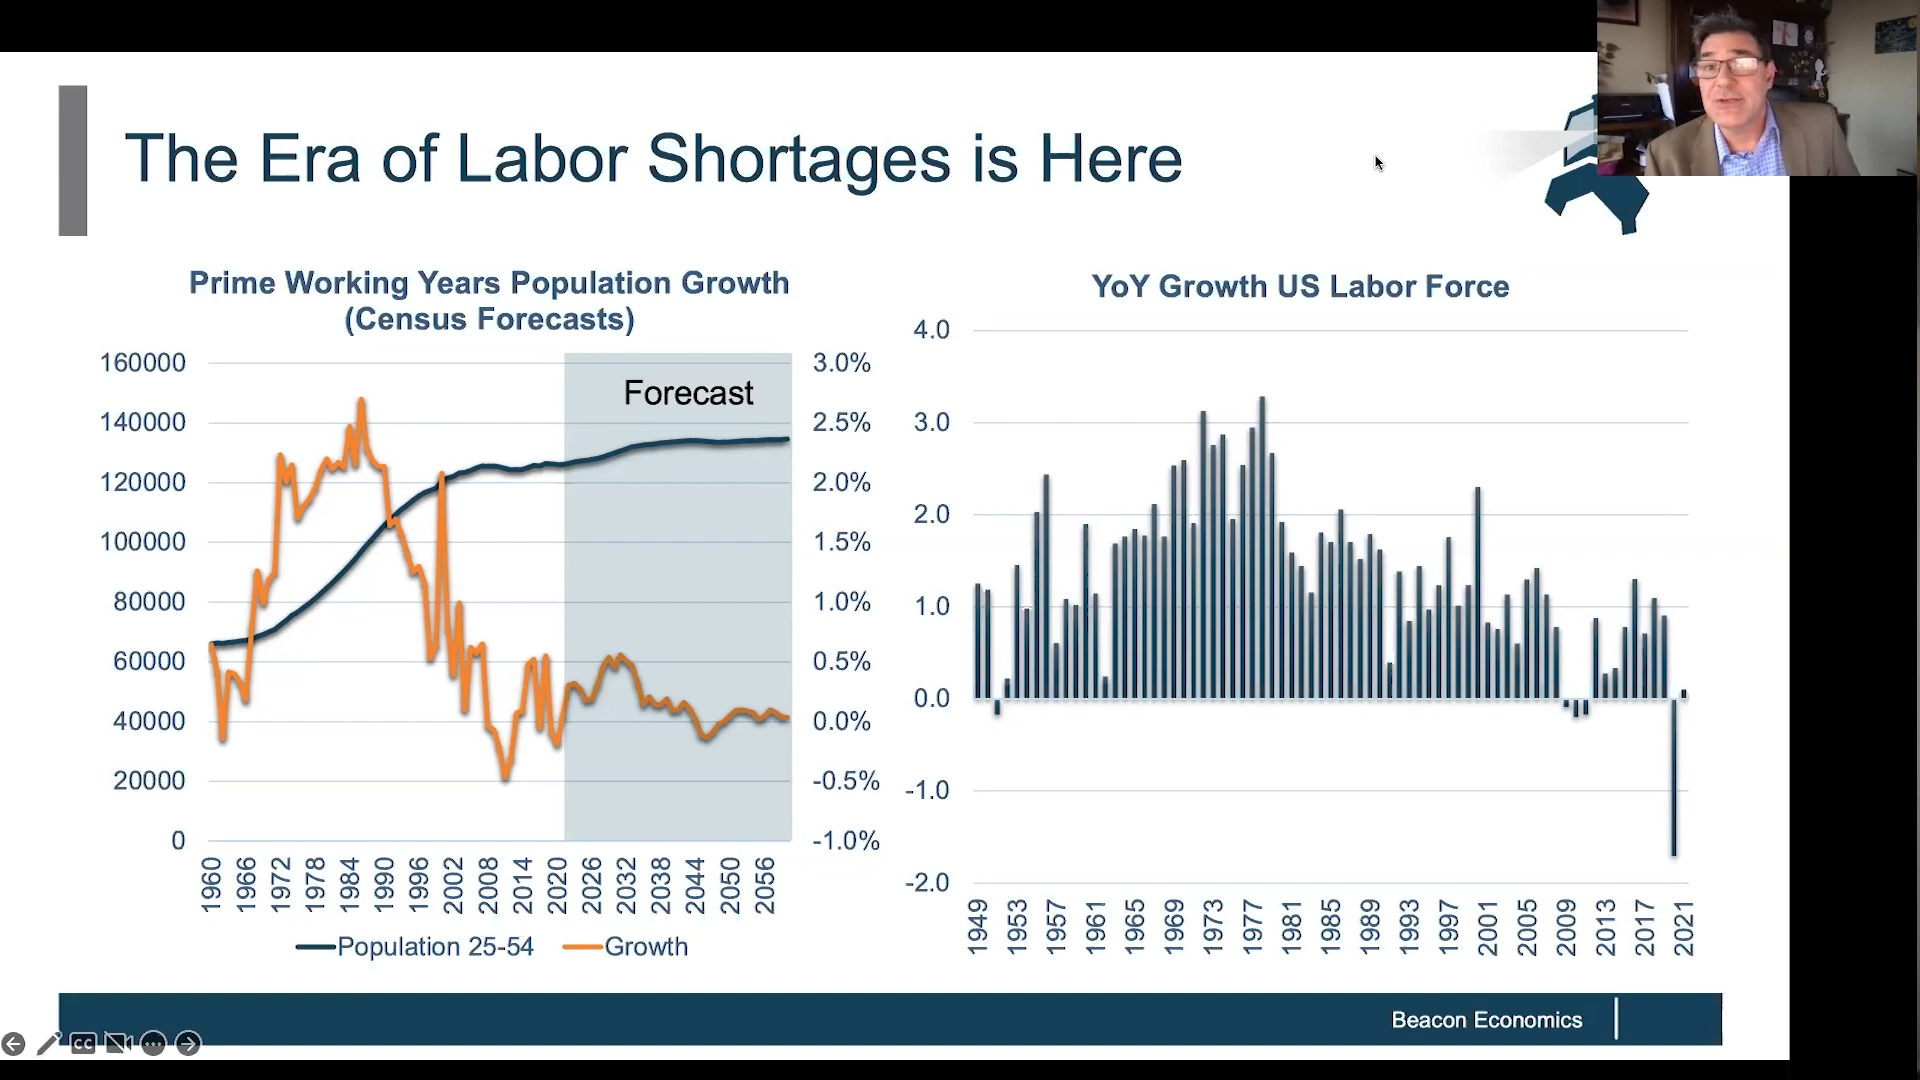 The Era of Labor Shortages is Here
Prime Working Years Population Growth
(Census Forecasts)
160000
140000
120000
100000
80000
60000
40000
20000
0
Forecast
3.0%
2.5%
2.0%
1.5%
1.0%
0.5%
0.0%
-0.5%
-1.0%
1960 1966 1972 1978 1984 1990 1996 2002 2008 2014 2020 2026 2032 2038 2044 2050 2056
Population 25-54 Growth
YoY Growth US Labor Force
4.0
3.0
2.0
1.0
0.0
-1.0
-2.0
1949 1953 1957 1961 1965 1969 1973 1977 1981 1985 1989 1993 1997 2001 2005 2009 2013 2017 2021
Beacon Economics
CC